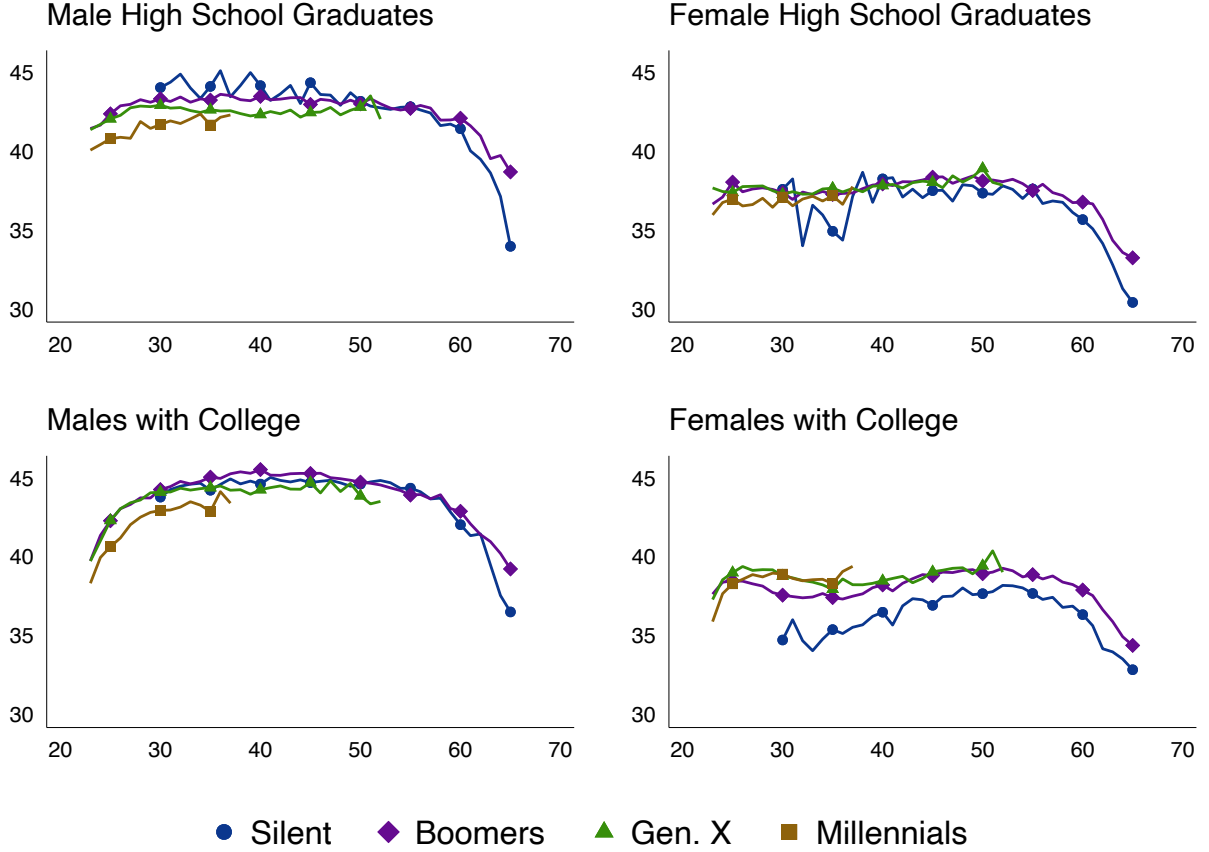 Male High School Graduates
Female High School Graduates
45
40
35
30
20 30 40 50 60 70
45
40
35
30
20 30 40 50 60 70
Males with College
Females with College
45
40
35
30
20 30 40 50 60 70
45
40
35
30
20 30 40 50 60 70
Silent Boomers Gen. X Millennials